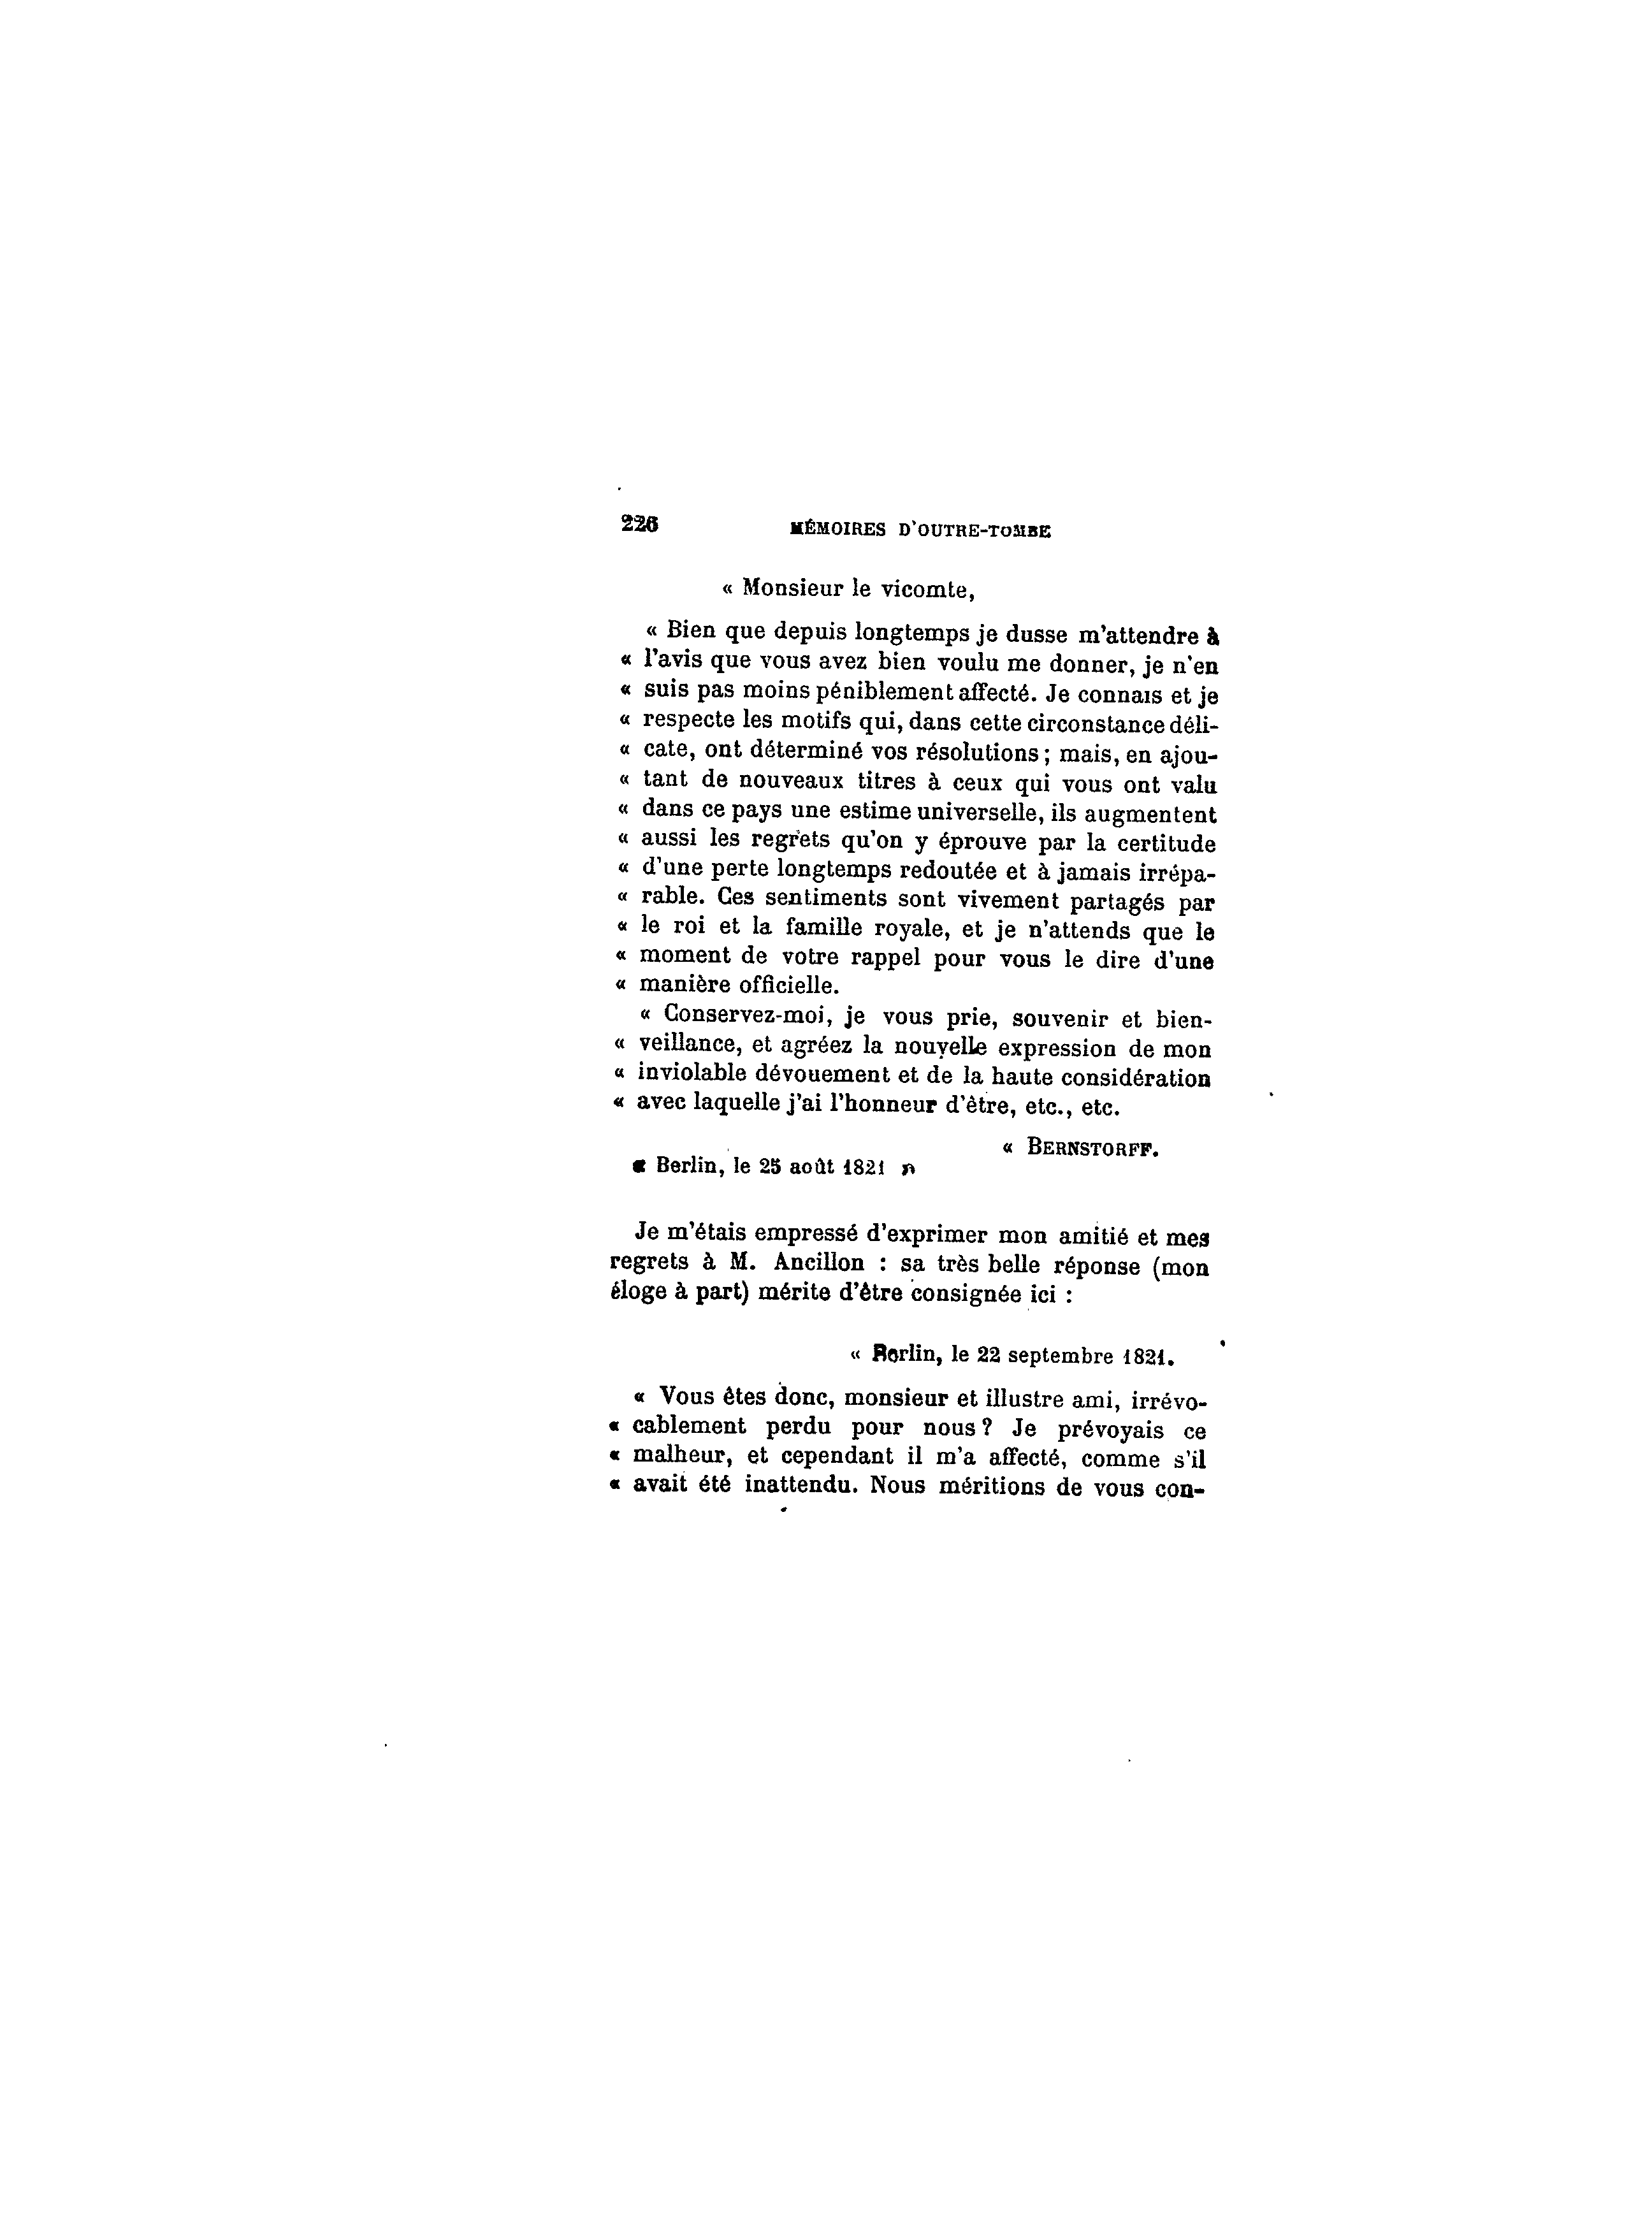 226 MÉMOIRES D'OUTRE-TOMBE
« Monsieur le vicomte,
« Bien que depuis longtemps je dusse m'attendre à
« l'avis que vous avez bien voulu me donner, je n'en
« suis pas moins péniblement affecté. Je connais et je
« respecte les motifs qui, dans cette circonstance déli-
« cate, ont déterminé vos résolutions ; mais, en ajou-
« tant de nouveaux titres à ceux qui vous ont valu
« dans ce pays une estime universelle, ils augmentent
« aussi les regrets qu'on y éprouve par la certitude
« d'une perte longtemps redoutée et à jamais irrépa-
« rable. Ces sentiments sont vivement partagés par
« le roi et la famille royale, et je n'attends que le
« moment de votre rappel pour vous le dire d'une
« manière officielle.
« Conservez-moi, je vous prie, souvenir et bien-
« veillance, et agréez la nouvelle expression de mon
« inviolable dévouement et de la haute considération
« avec laquelle j'ai l'honneur d'être, etc., etc.
« BERNSTORFF.
« Berlin, le 25 août 1821 »
Je m'étais empressé d'exprimer mon amitié et mes
regrets à M. Ancillon : sa très belle réponse (mon
éloge à part) mérite d'être consignée ici :
« Berlin, le 22 septembre 1821.
« Vous êtes donc, monsieur et illustre ami, irrévo-
« cablement perdu pour nous ? Je prévoyais ce
« malheur, et cependant il m'a affecté, comme s'il
« avait été inattendu. Nous méritions de vous con-